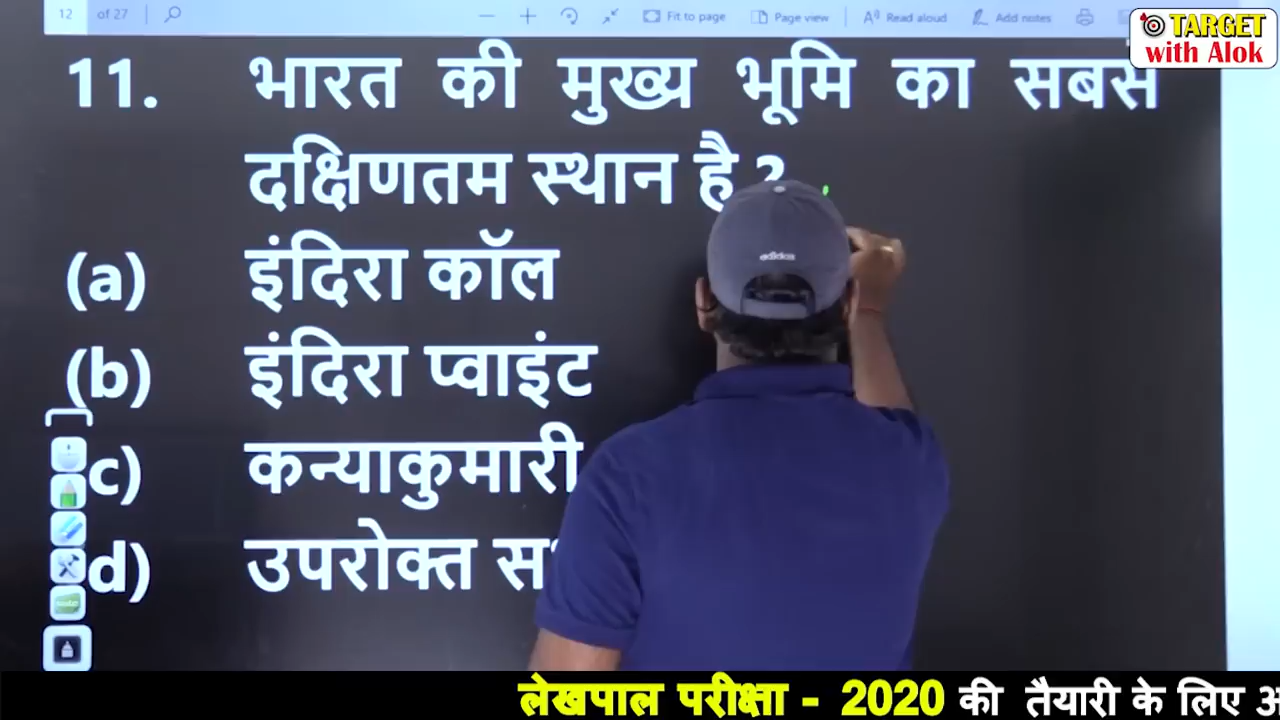 12 of 27 Fit to page Page view Read aloud Add notes
TARGET
with Alok
11. भारत की मुख्य भूमि का सबसे
दक्षिणतम स्थान है ?
adidas
(a) इंदिरा कॉल
(b) इंदिरा प्वाइंट
c) कन्याकुमारी
d) उपरोक्त
लेखपाल परीक्षा - 2020 की तैयारी के लिए